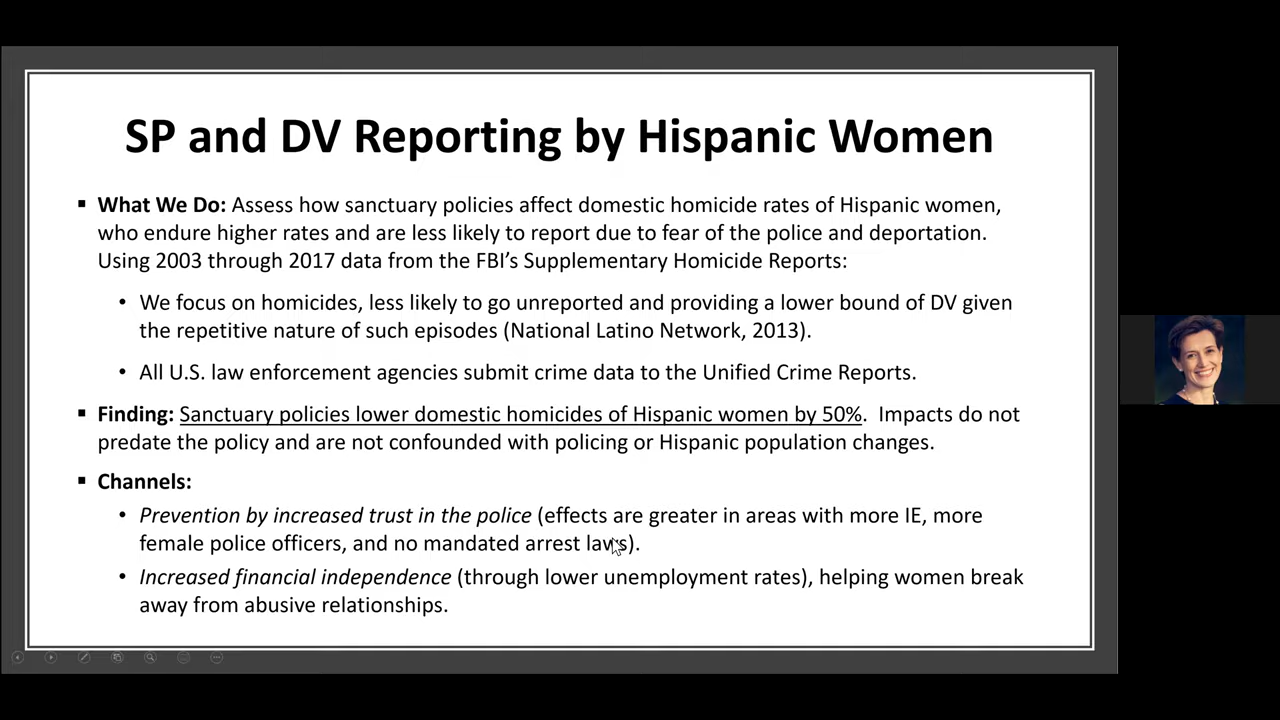 SP and DV Reporting by Hispanic Women
▪ What We Do: Assess how sanctuary policies affect domestic homicide rates of Hispanic women,
who endure higher rates and are less likely to report due to fear of the police and deportation.
Using 2003 through 2017 data from the FBI’s Supplementary Homicide Reports:
• We focus on homicides, less likely to go unreported and providing a lower bound of DV given
the repetitive nature of such episodes (National Latino Network, 2013).
• All U.S. law enforcement agencies submit crime data to the Unified Crime Reports.
▪ Finding: Sanctuary policies lower domestic homicides of Hispanic women by 50%. Impacts do not
predate the policy and are not confounded with policing or Hispanic population changes.
▪ Channels:
• Prevention by increased trust in the police (effects are greater in areas with more IE, more
female police officers, and no mandated arrest laws).
• Increased financial independence (through lower unemployment rates), helping women break
away from abusive relationships.